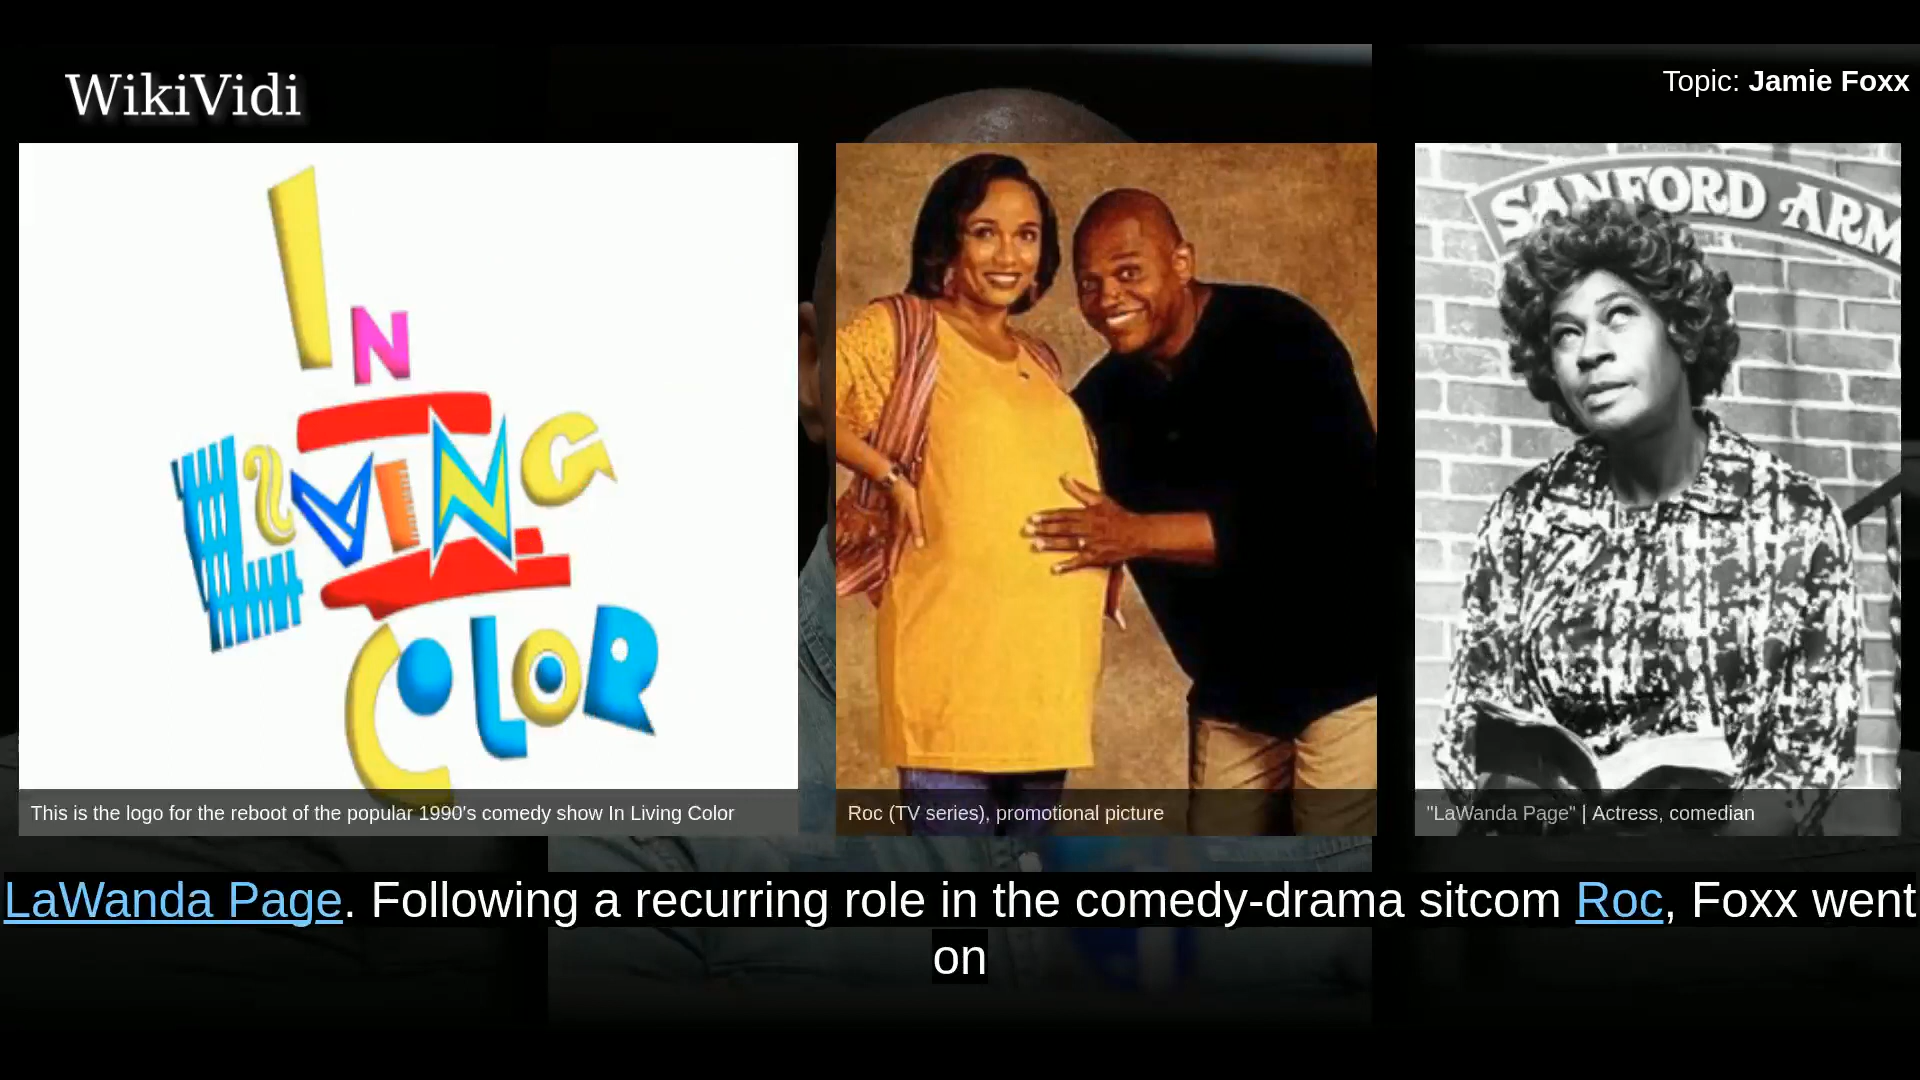 WikiVidi
Topic: Jamie Foxx
IN
LIVING
COLOR
SANFORD ARM
This is the logo for the reboot of the popular 1990's comedy show In Living Color
Roc (TV series), promotional picture
"LaWanda Page" | Actress, comedian
LaWanda Page. Following a recurring role in the comedy-drama sitcom Roc, Foxx went
on